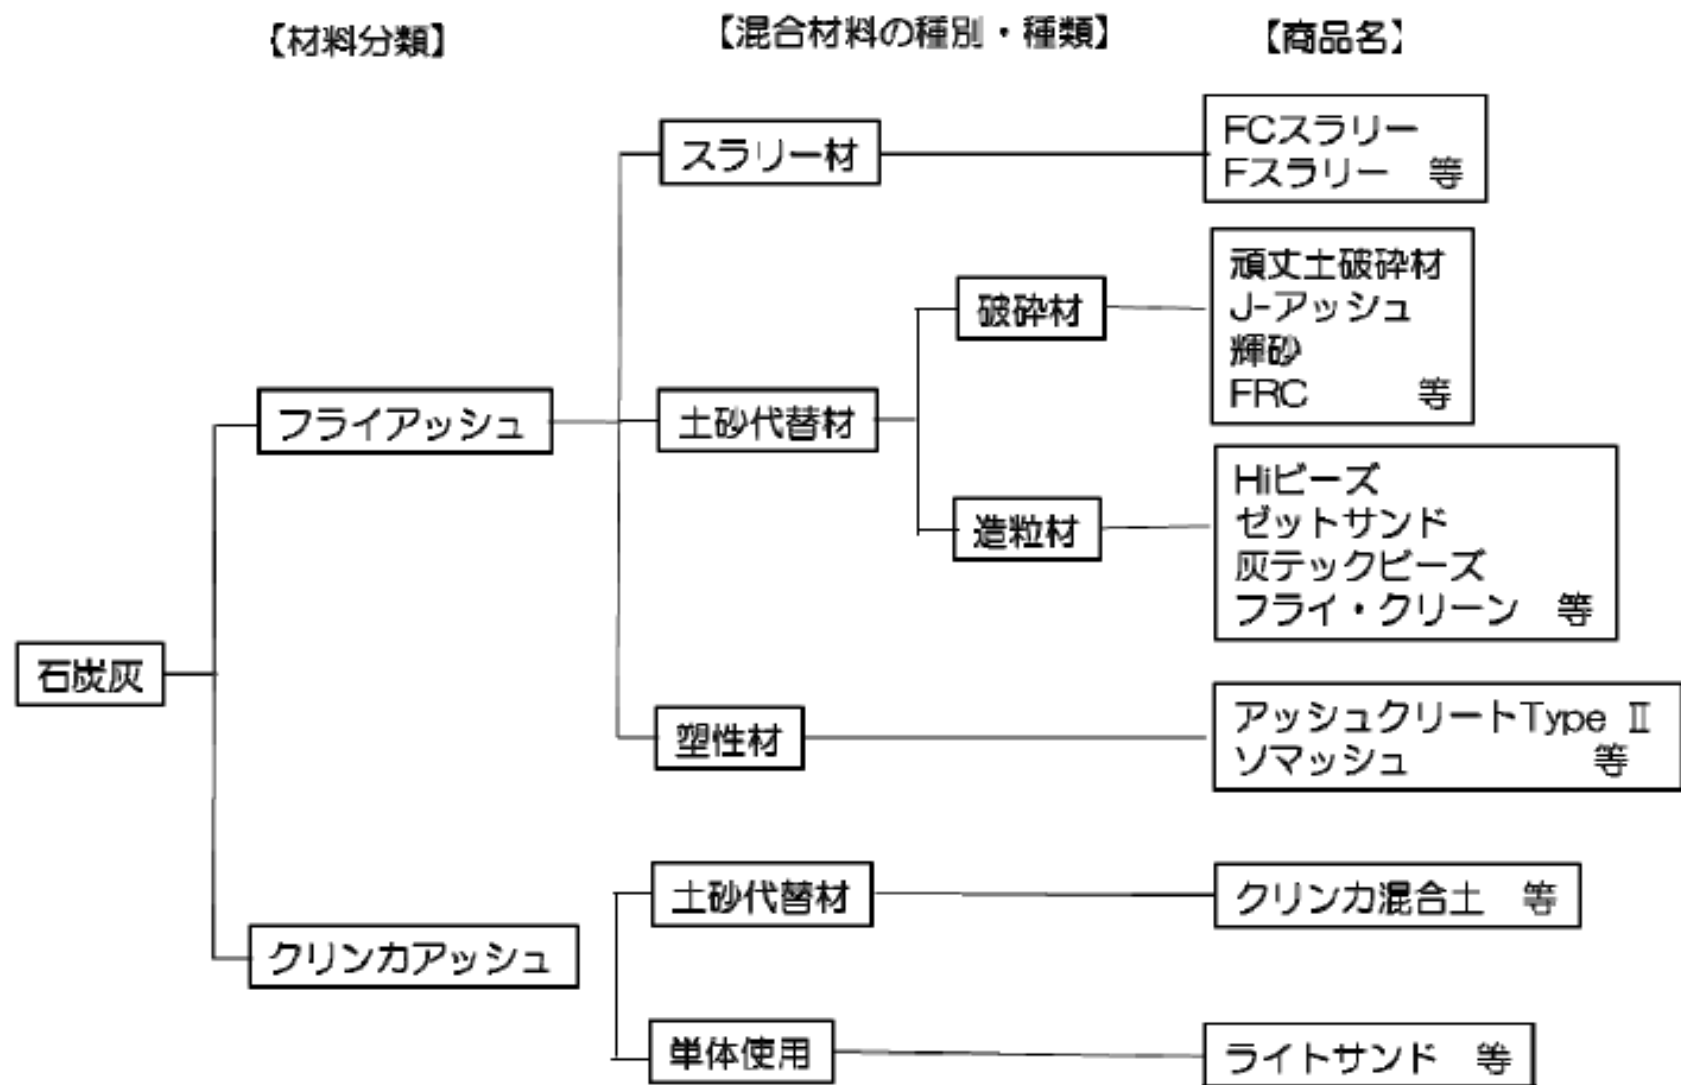 【材料分類】
【混合材料の種別・種類】
【商品名】
スラリー材
FCスラリー
Fスラリー 等
破砕材
頑丈土破砕材
J-アッシュ
輝砂
FRC 等
フライアッシュ
土砂代替材
造粒材
Hiビーズ
ゼットサンド
灰テックビーズ
フライ・クリーン 等
石炭灰
塑性材
アッシュクリートType Ⅱ
ソマッシュ 等
クリンカアッシュ
土砂代替材
クリンカ混合土 等
単体使用
ライトサンド 等